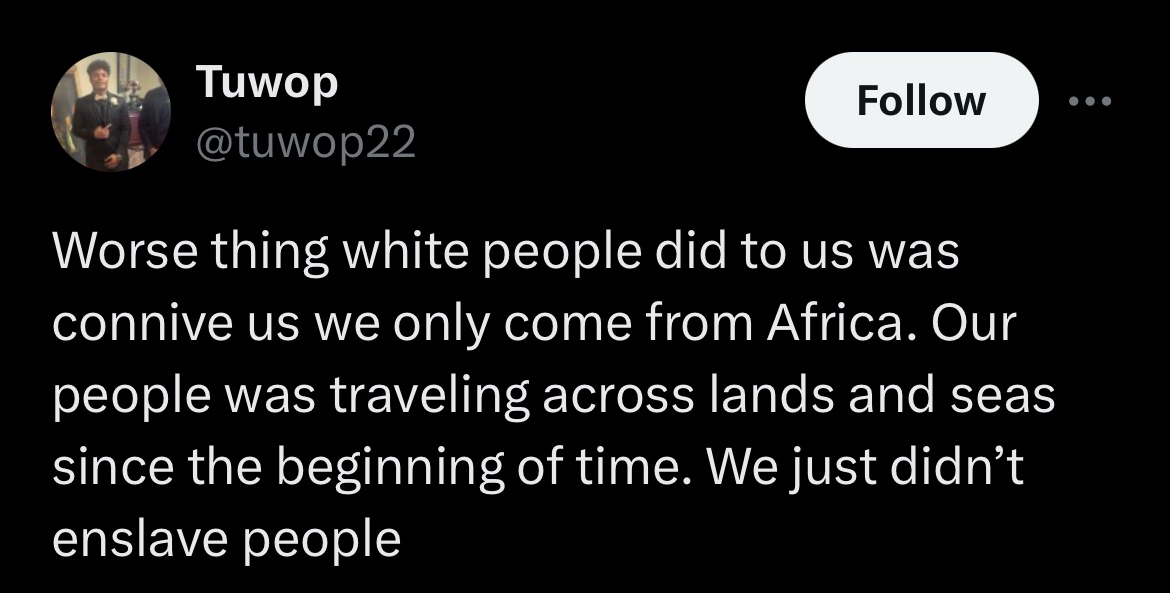 Tuwop
@tuwop22
Follow
Worse thing white people did to us was
connive us we only come from Africa. Our
people was traveling across lands and seas
since the beginning of time. We just didn’t
enslave people